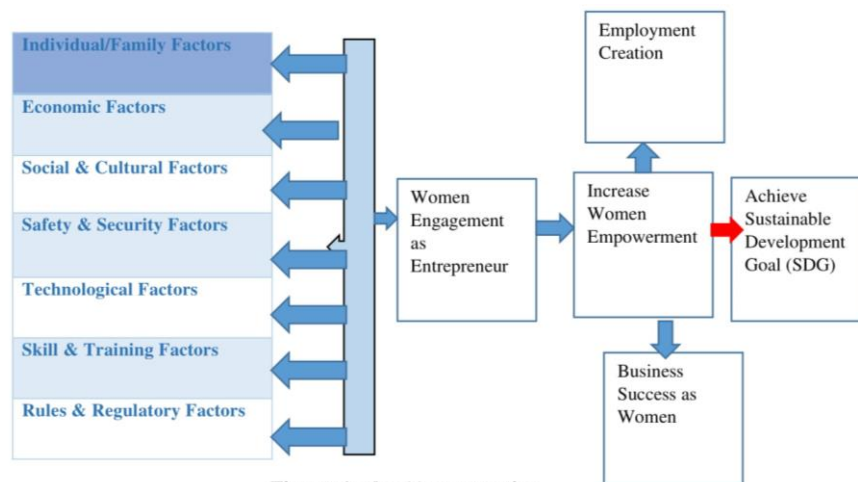 Individual/Family Factors
Economic Factors
Social & Cultural Factors
Safety & Security Factors
Technological Factors
Skill & Training Factors
Rules & Regulatory Factors
Women
Engagement
as
Entrepreneur
Employment
Creation
Increase
Women
Empowerment
Achieve
Sustainable
Development
Goal (SDG)
Business
Success as
Women